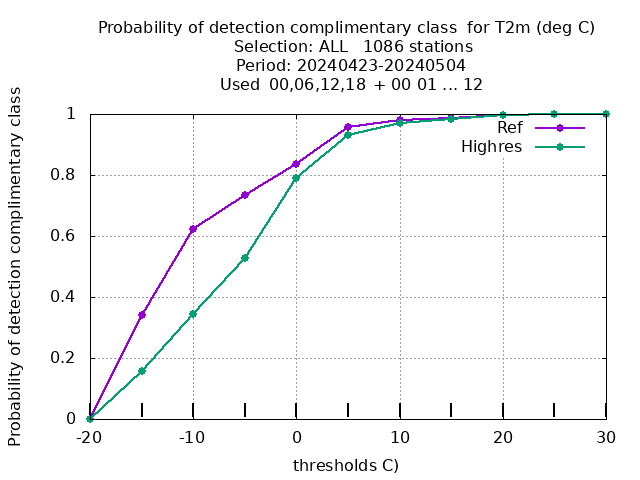 Probability of detection complimentary class  for T2m (deg C)
Selection: ALL   1086 stations
Period: 20240423-20240504
Used  00,06,12,18  + 00 01 ... 12
Probability of detection complimentary class
1
0.8
0.6
0.4
0.2
0
Ref
Highres
-20
-10
0
10
20
30
thresholds C)